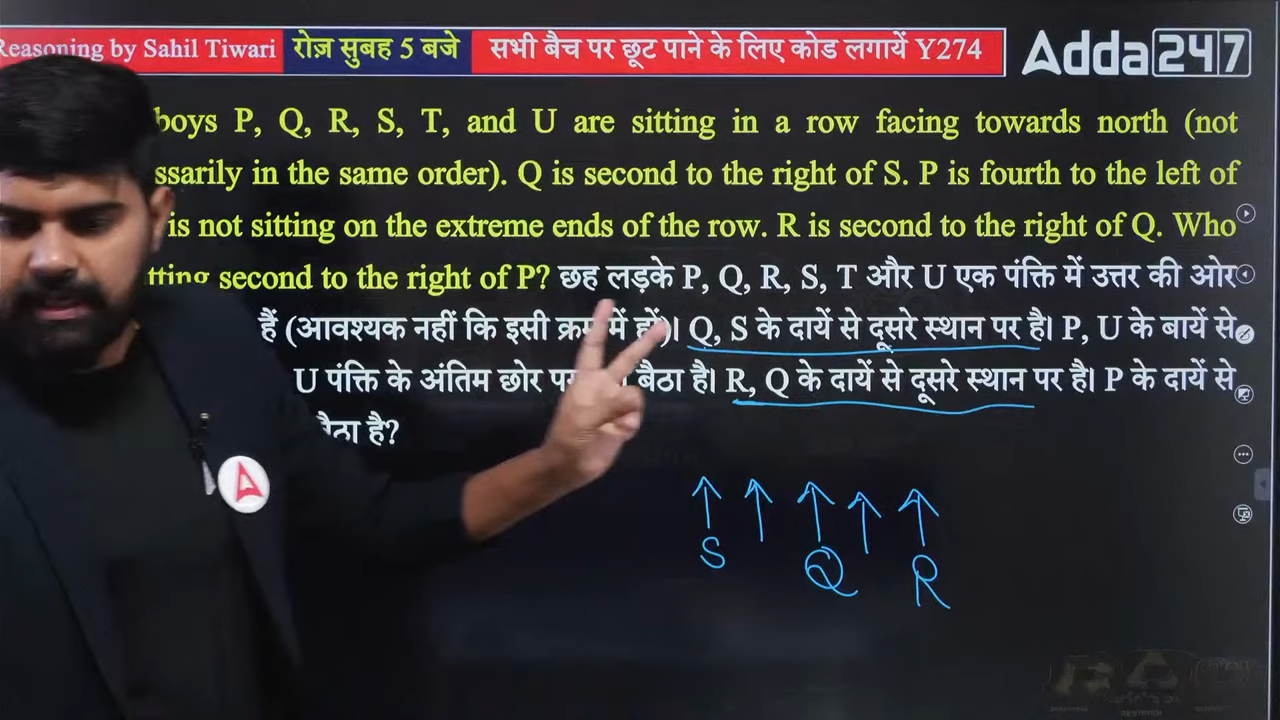 Reasoning by Sahil Tiwari रोज़ सुबह 5 बजे सभी बैच पर छूट पाने के लिए कोड लगायें Y274 Adda247
boys P, Q, R, S, T, and U are sitting in a row facing towards north (not
ssarily in the same order). Q is second to the right of S. P is fourth to the left of
is not sitting on the extreme ends of the row. R is second to the right of Q. Who
tting second to the right of P? छह लड़के P, Q, R, S, T और U एक पंक्ति में उत्तर की ओर
हैं (आवश्यक नहीं कि इसी क्रम में हों)। Q, S के दायें से दूसरे स्थान पर है। P, U के बायें से
U पंक्ति के अंतिम छोर बैठा है। R, Q के दायें से दूसरे स्थान पर है। P के दायें से
बैठा है?
S Q R